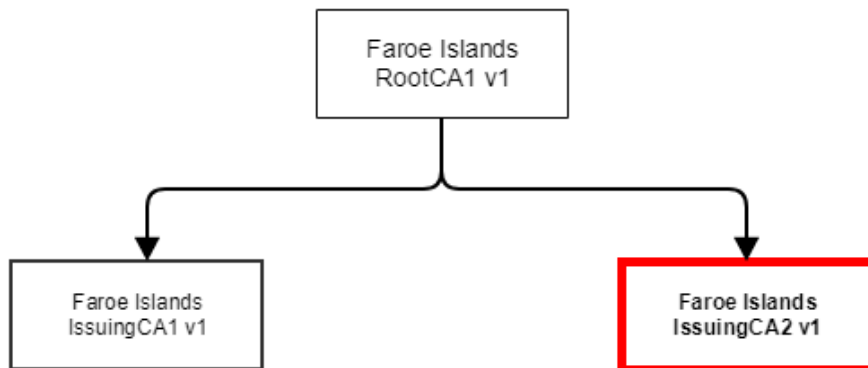 Faroe Islands
RootCA1 v1
Faroe Islands
IssuingCA1 v1
Faroe Islands
IssuingCA2 v1